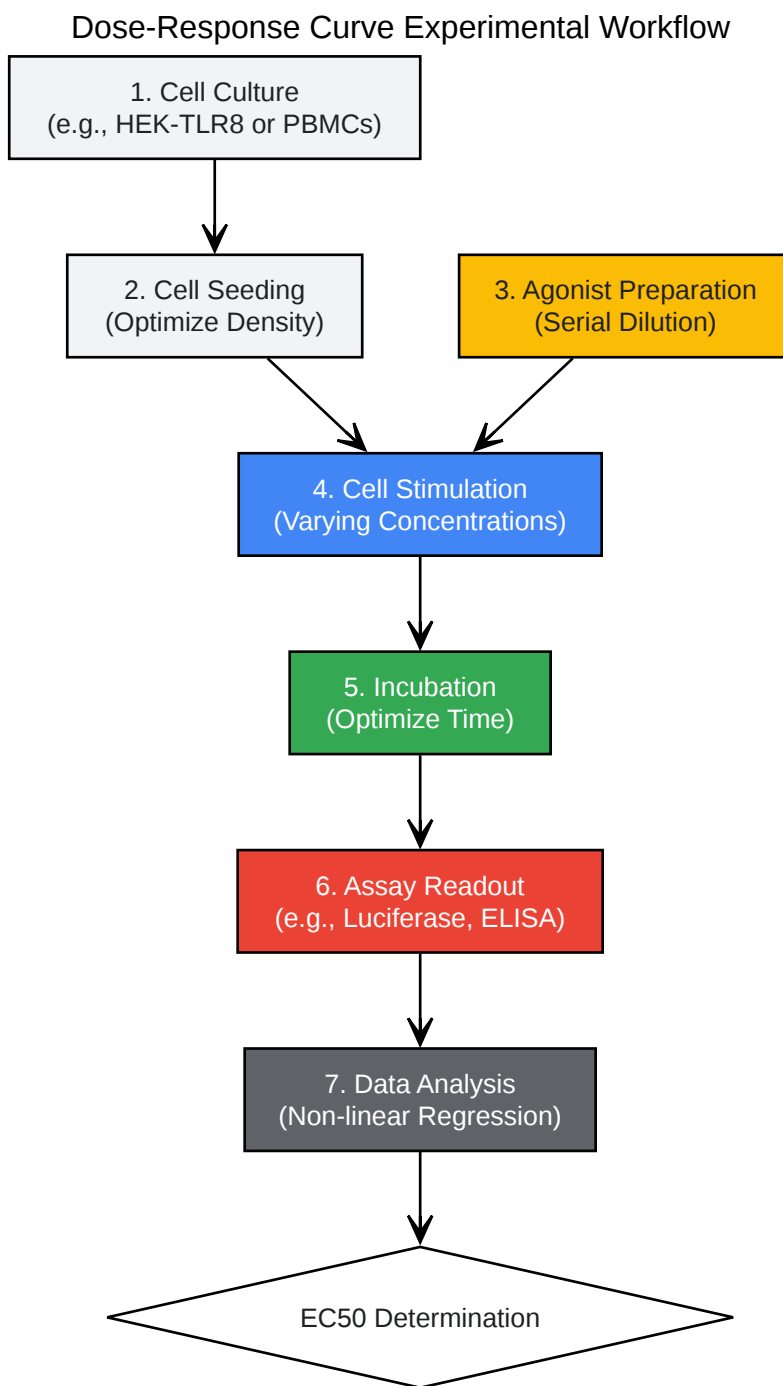 Dose-Response Curve Experimental Workflow
1. Cell Culture
(e.g., HEK-TLR8 or PBMCs)
2. Cell Seeding
(Optimize Density)
3. Agonist Preparation
(Serial Dilution)
4. Cell Stimulation
(Varying Concentrations)
5. Incubation
(Optimize Time)
6. Assay Readout
(e.g., Luciferase, ELISA)
7. Data Analysis
(Non-linear Regression)
EC50 Determination